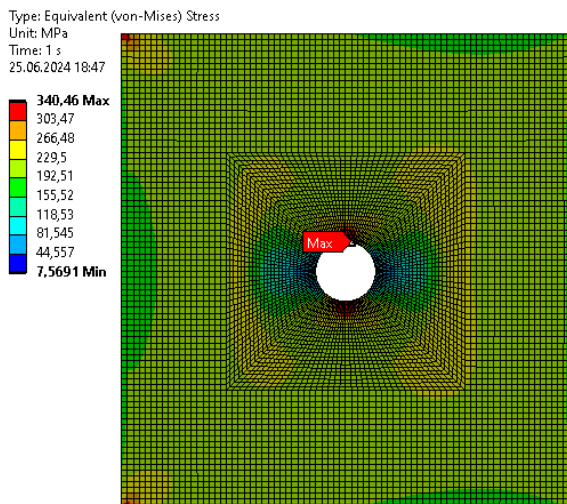 Type: Equivalent (von-Mises) Stress
Unit: MPa
Time: 1 s
25.06.2024 18:47
340,46 Max
303,47
266,48
229,5
192,51
155,52
118,53
81,545
44,557
7,5691 Min
Max